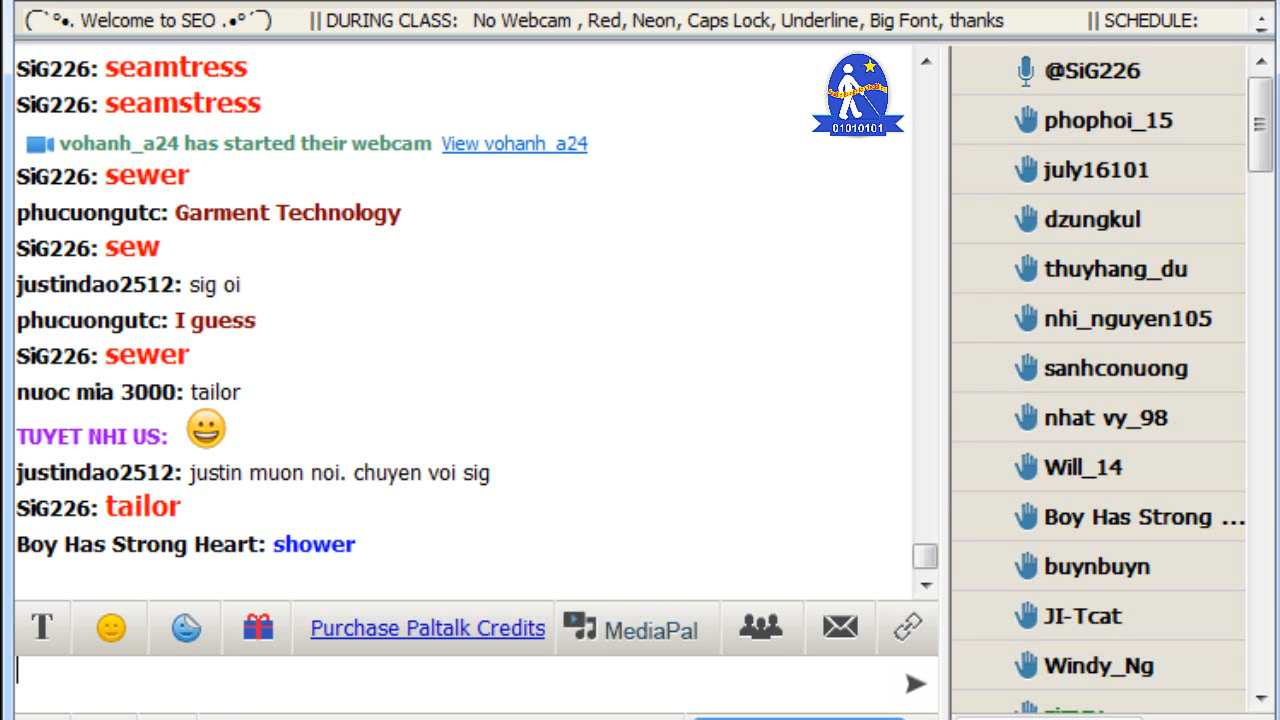 (¯`°•. Welcome to SEO .•°´¯) || DURING CLASS: No Webcam , Red, Neon, Caps Lock, Underline, Big Font, thanks || SCHEDULE:
SiG226: seamtress
SiG226: seamstress
vohanh_a24 has started their webcam View vohanh_a24
SiG226: sewer
phucuongutc: Garment Technology
SiG226: sew
justindao2512: sig oi
phucuongutc: I guess
SiG226: sewer
nuoc mia 3000: tailor
TUYET NHI US:
justindao2512: justin muon noi. chuyen voi sig
SiG226: tailor
Boy Has Strong Heart: shower
01010101
T Purchase Paltalk Credits MediaPal
@SiG226
phophoi_15
july16101
dzungkul
thuyhang_du
nhi_nguyen105
sanhconuong
nhat vy_98
Will_14
Boy Has Strong ...
buynbuyn
JI-Tcat
Windy_Ng